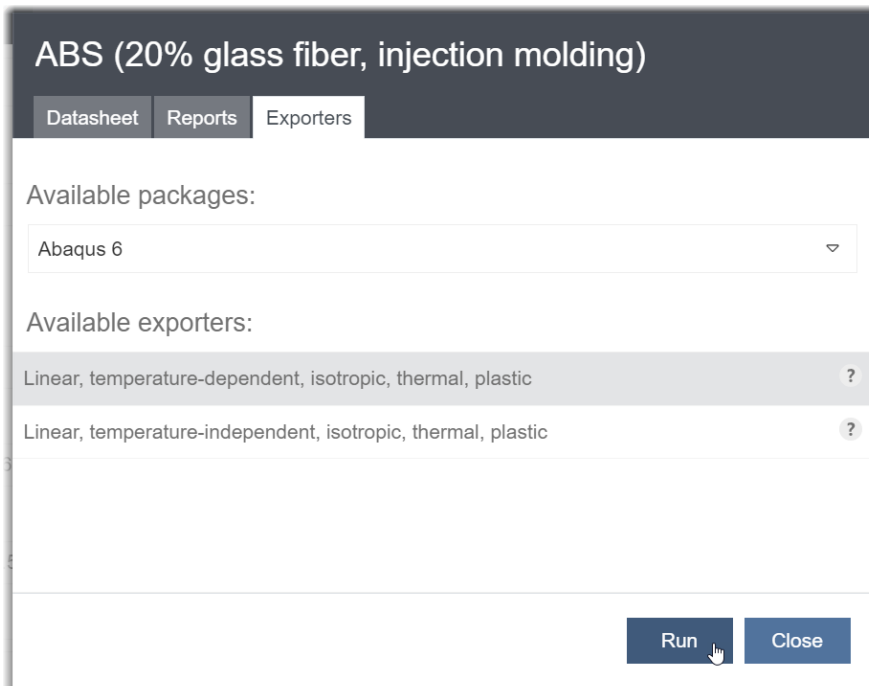 ABS (20% glass fiber, injection molding)
Datasheet Reports Exporters
Available packages:
Abaqus 6
Available exporters:
Linear, temperature-dependent, isotropic, thermal, plastic ?
Linear, temperature-independent, isotropic, thermal, plastic ?
Run Close